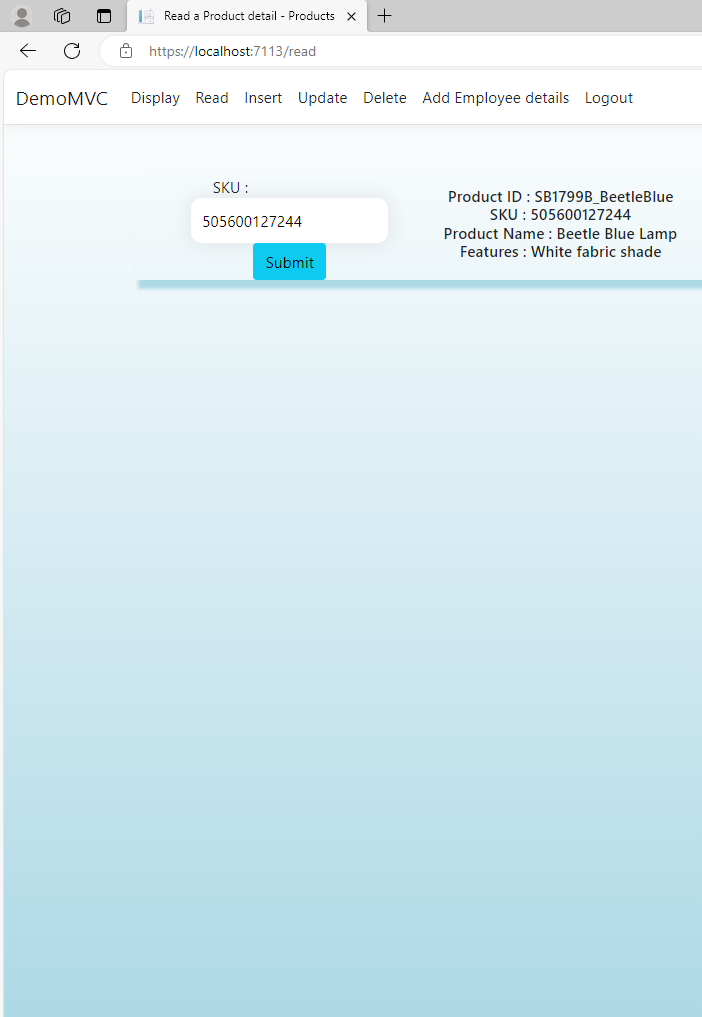 Read a Product detail - Products
https://localhost:7113/read
DemoMVC Display Read Insert Update Delete Add Employee details Logout
SKU :
505600127244
Submit
Product ID : SB1799B_BeetleBlue
SKU : 505600127244
Product Name : Beetle Blue Lamp
Features : White fabric shade